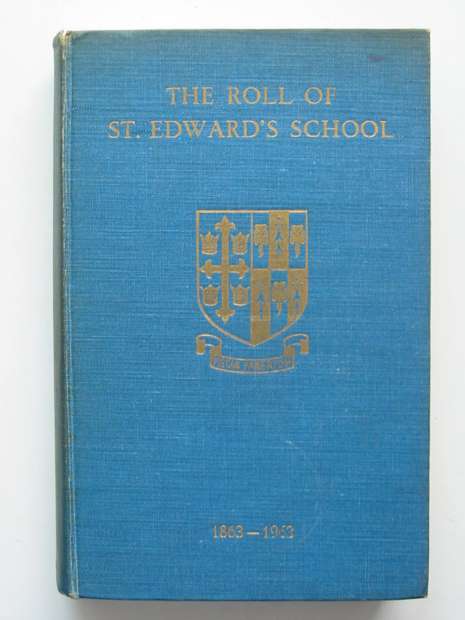 THE ROLL OF
ST. EDWARD'S SCHOOL
1863–1963